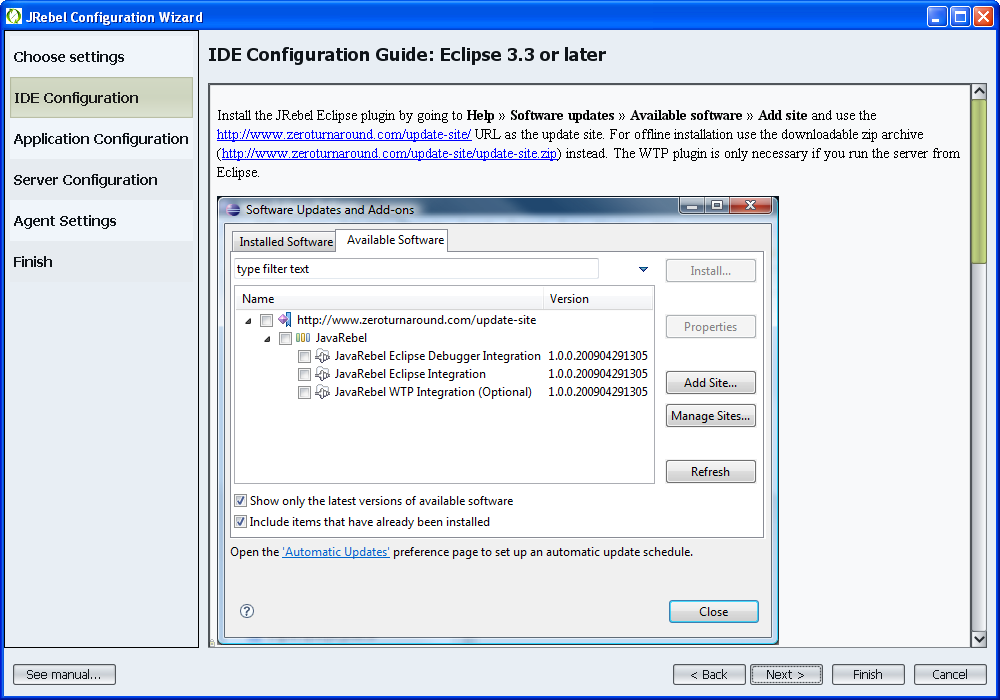 JRebel Configuration Wizard
Choose settings
IDE Configuration
Application Configuration
Server Configuration
Agent Settings
Finish
IDE Configuration Guide: Eclipse 3.3 or later
Install the JRebel Eclipse plugin by going to Help » Software updates » Available software » Add site and use the
http://www.zeroturnaround.com/update-site/ URL as the update site. For offline installation use the downloadable zip archive
(http://www.zeroturnaround.com/update-site/update-site.zip) instead. The WTP plugin is only necessary if you run the server from
Eclipse.
Software Updates and Add-ons
Installed Software Available Software
type filter text
Install...
Name Version
http://www.zeroturnaround.com/update-site
JavaRebel
Properties
JavaRebel Eclipse Debugger Integration 1.0.0.200904291305
JavaRebel Eclipse Integration 1.0.0.200904291305
JavaRebel WTP Integration (Optional) 1.0.0.200904291305
Add Site...
Manage Sites...
Refresh
Show only the latest versions of available software
Include items that have already been installed
Open the 'Automatic Updates' preference page to set up an automatic update schedule.
?
Close
See manual...
< Back
Next >
Finish
Cancel